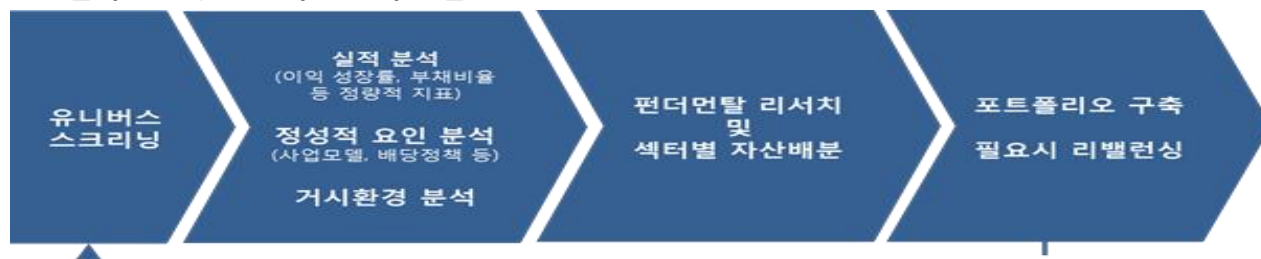 유니버스
스크리닝
실적 분석
(이익 성장률, 부채비율
등 정량적 지표)
정성적 요인 분석
(사업모델, 배당정책 등)
거시환경 분석
펀더먼탈 리서치
및
섹터별 자산배분
포트폴리오 구축
필요시 리밸런싱